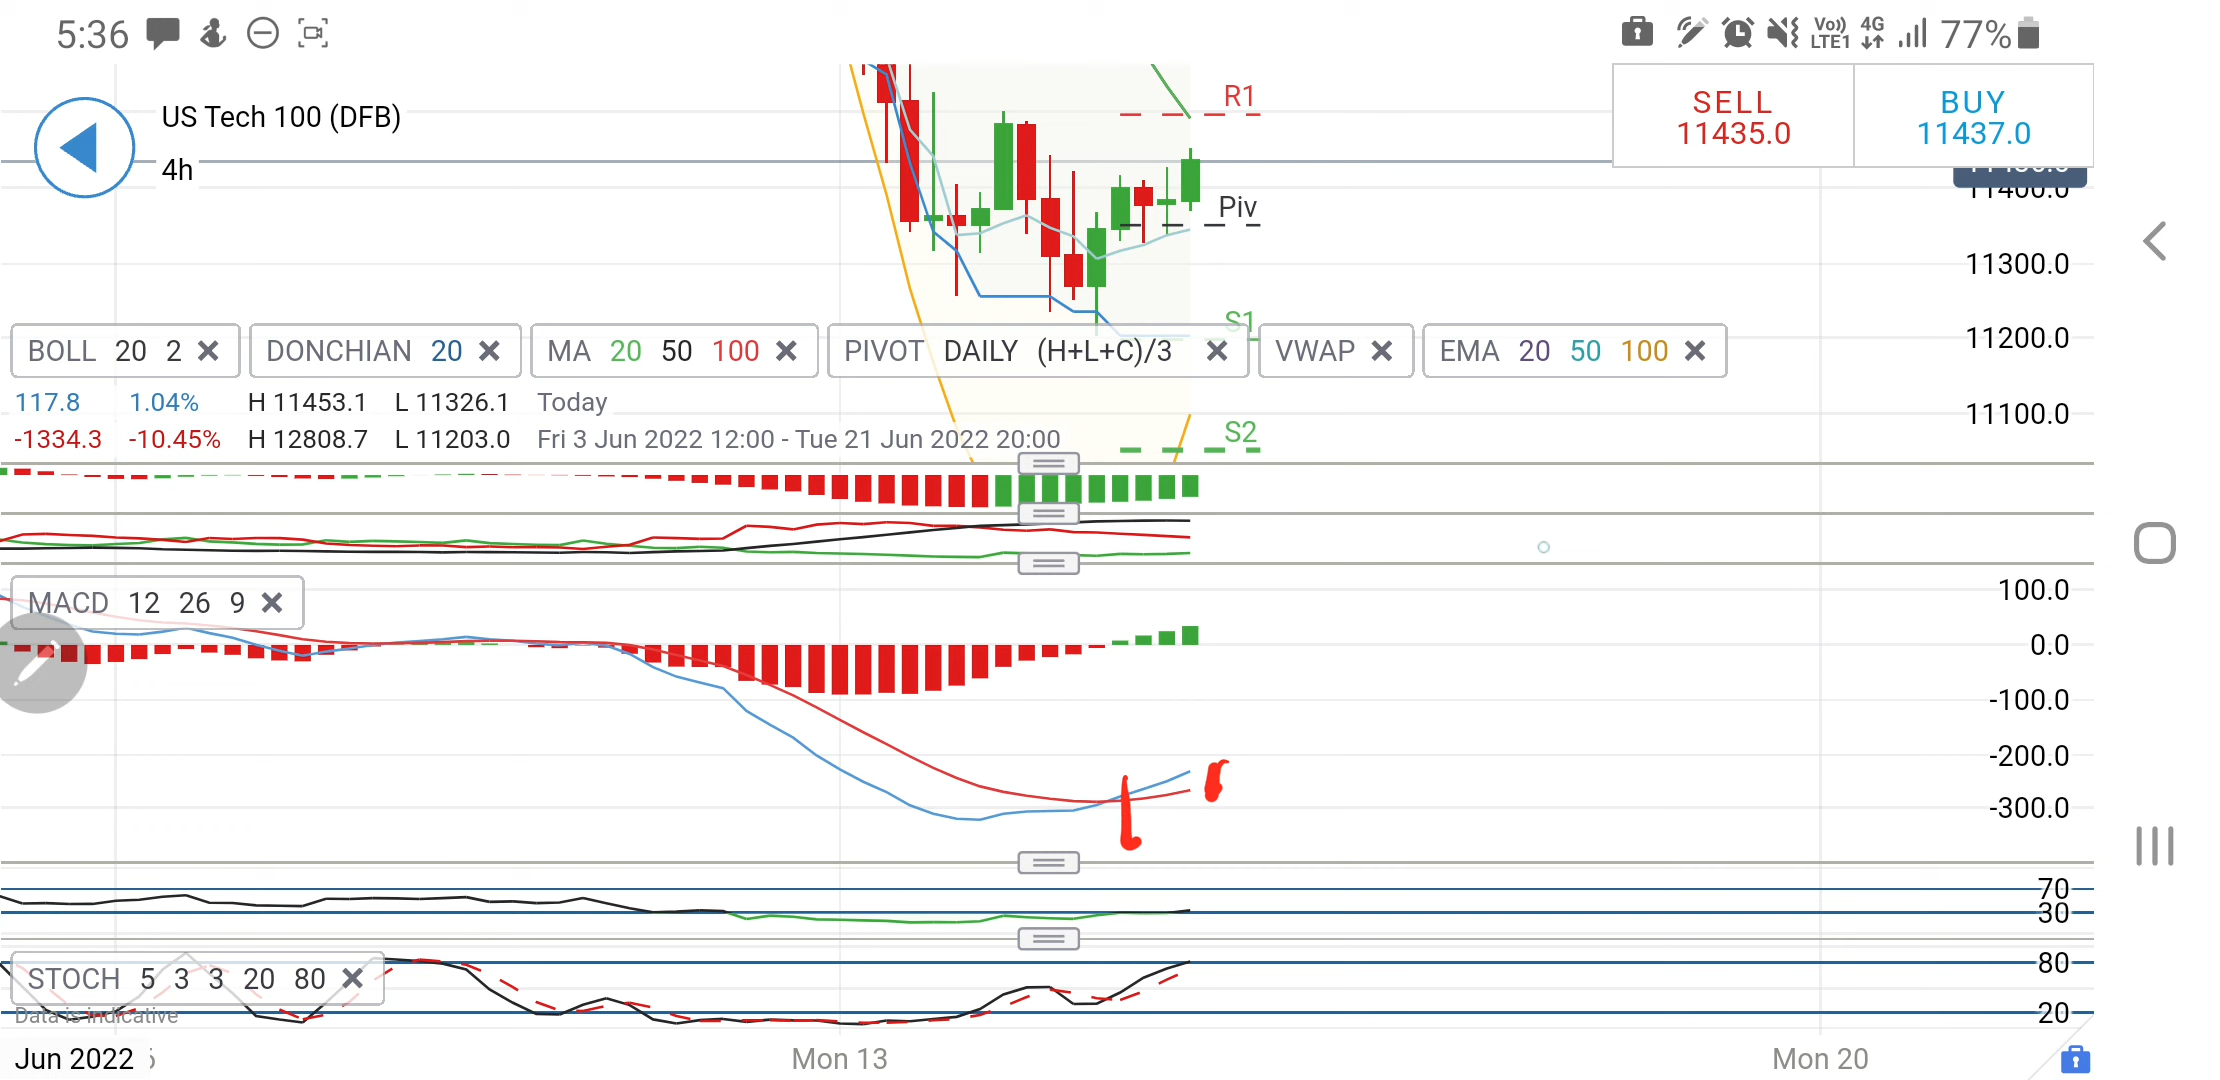 5:36 Vo)) LTE1 4G 77%
US Tech 100 (DFB)
4h
R1
Piv
S1
S2
SELL 11435.0
BUY 11437.0
11400.0
11300.0
11200.0
11100.0
BOLL 20 2 DONCHIAN 20 MA 20 50 100 PIVOT DAILY (H+L+C)/3 VWAP EMA 20 50 100
117.8 1.04% H 11453.1 L 11326.1 Today
-1334.3 -10.45% H 12808.7 L 11203.0 Fri 3 Jun 2022 12:00 - Tue 21 Jun 2022 20:00
MACD 12 26 9
100.0
0.0
-100.0
-200.0
-300.0
70
30
STOCH 5 3 3 20 80
80
20
Data is indicative
Jun 2022 Mon 13 Mon 20